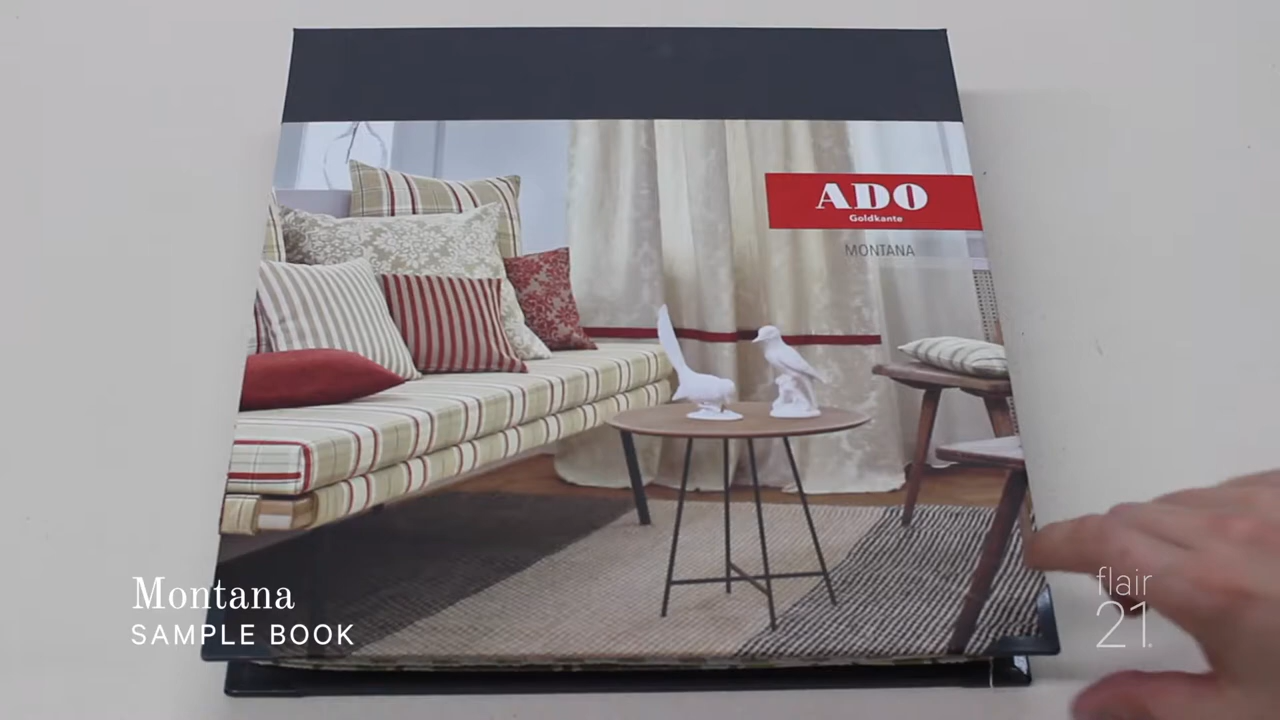 ADO
Goldkante
MONTANA
Montana
SAMPLE BOOK
flair
21.